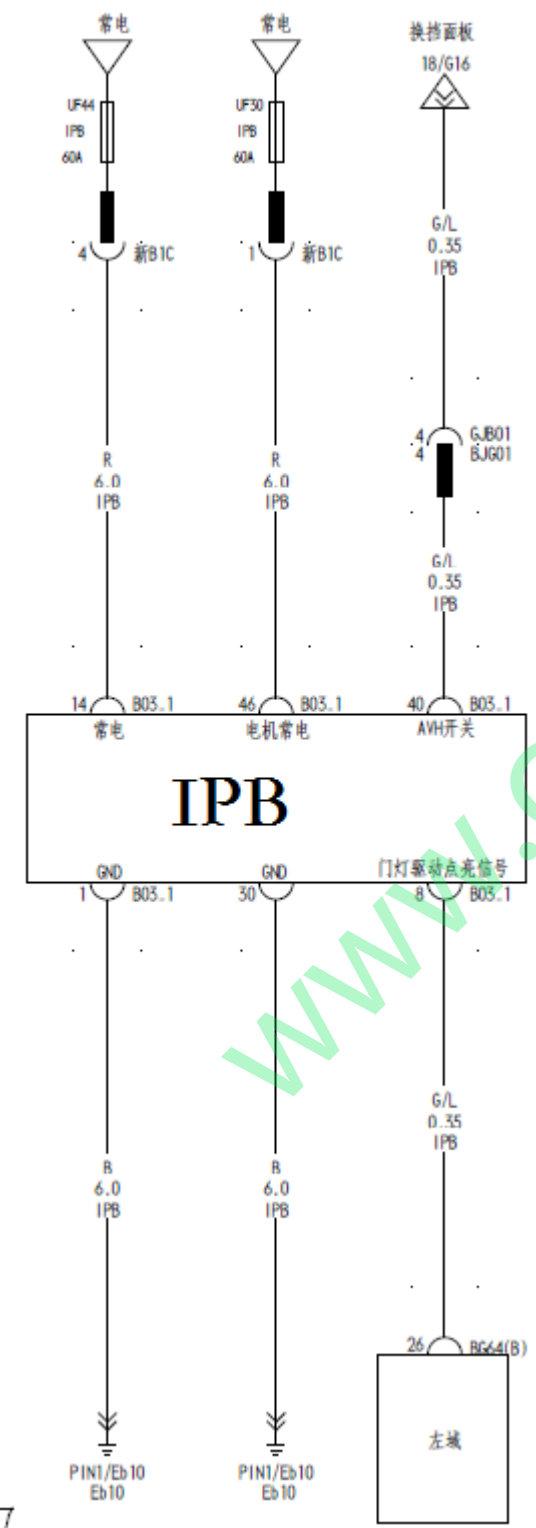 常电
常电
换挡面板
18/G16
UF44
IPB
60A
UF30
IPB
60A
4
新B1C
1
新B1C
G/L
0.35
IPB
4
GJB01
4
BJG01
R
6.0
IPB
R
6.0
IPB
G/L
0.35
IPB
14
B03.1
46
B03.1
40
B03.1
常电
电机常电
AVH开关
IPB
GND
GND
门灯驱动点亮信号
1
B03.1
30
8
B03.1
G/L
0.35
IPB
B
6.0
IPB
B
6.0
IPB
26
BG64(B)
左域
PIN1/Eb10
Eb10
PIN1/Eb10
Eb10
7
www.